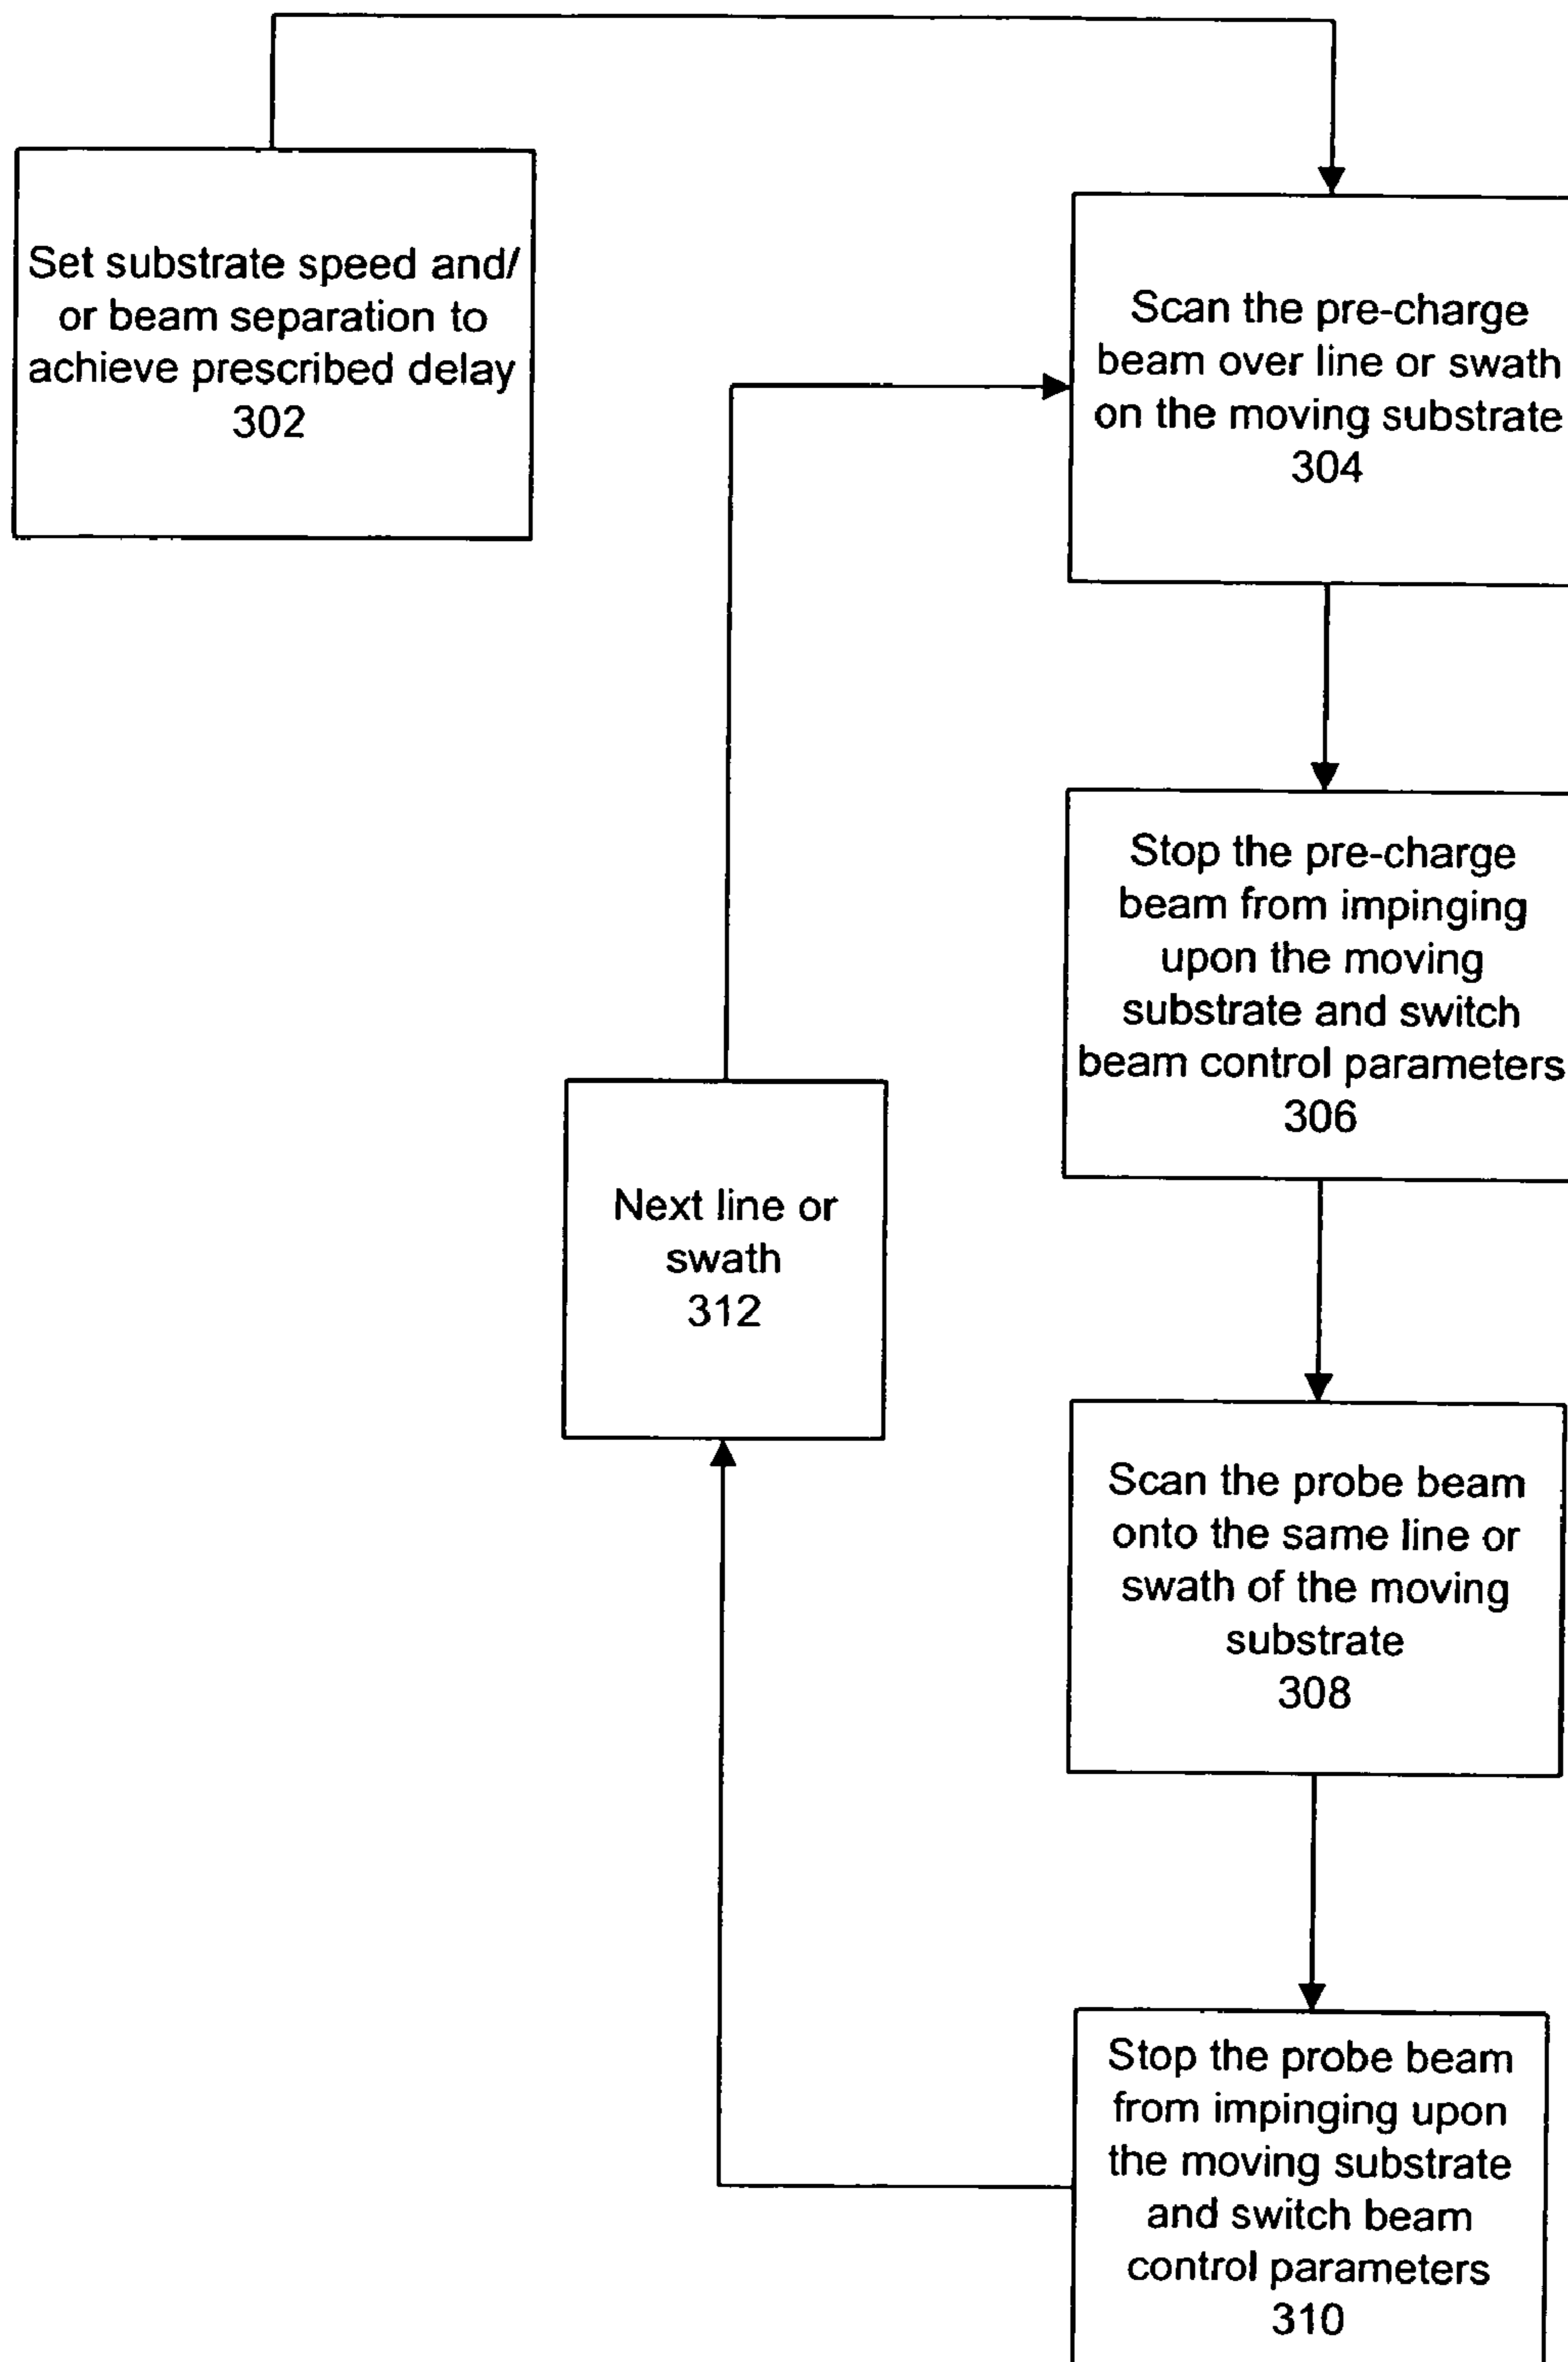 Set substrate speed and/
or beam separation to
achieve prescribed delay
302
Scan the pre-charge
beam over line or swath
on the moving substrate
304
Stop the pre-charge
beam from impinging
upon the moving
substrate and switch
beam control parameters
306
Next line or
swath
312
Scan the probe beam
onto the same line or
swath of the moving
substrate
308
Stop the probe beam
from impinging upon
the moving substrate
and switch beam
control parameters
310